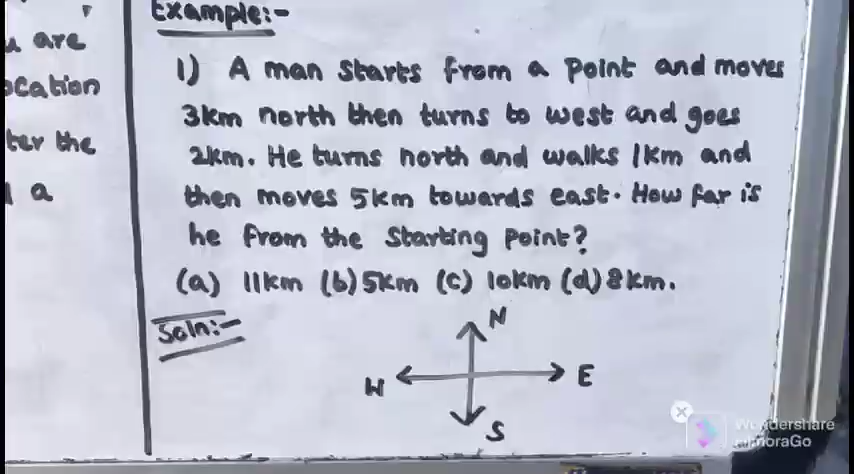 Example:-
are
ocation
ter the
a
1) A man starts from a point and moves
3km north then turns to west and goes
2km. He turns north and walks 1km and
then moves 5km towards east. How far is
he from the starting point?
(a) 11km (b) 5km (c) 10km (d) 8km.
Soln:-
N
W
E
S
Wondershare
FilmoraGo